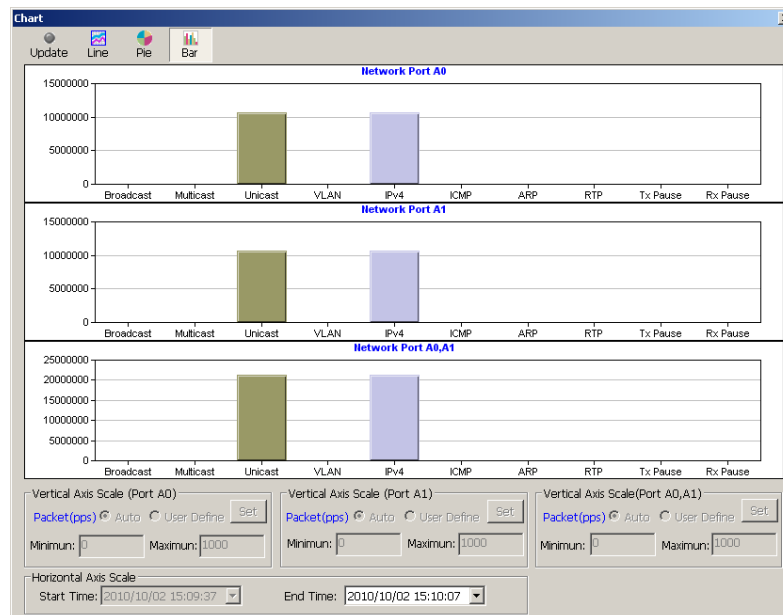 Chart
Update Line Pie Bar
Network Port A0
15000000
10000000
5000000
0
Broadcast Multicast Unicast VLAN IPv4 ICMP ARP RTP Tx Pause Rx Pause
Network Port A1
15000000
10000000
5000000
0
Broadcast Multicast Unicast VLAN IPv4 ICMP ARP RTP Tx Pause Rx Pause
Network Port A0,A1
25000000
20000000
15000000
10000000
5000000
0
Broadcast Multicast Unicast VLAN IPv4 ICMP ARP RTP Tx Pause Rx Pause
Vertical Axis Scale (Port A0) Vertical Axis Scale (Port A1) Vertical Axis Scale(Port A0,A1)
Packet(pps) Auto User Define Set Packet(pps) Auto User Define Set Packet(pps) Auto User Define Set
Minimun: 0 Maximun: 1000 Minimun: 0 Maximun: 1000 Minimun: 0 Maximun: 1000
Horizontal Axis Scale
Start Time: 2010/10/02 15:09:37 End Time: 2010/10/02 15:10:07